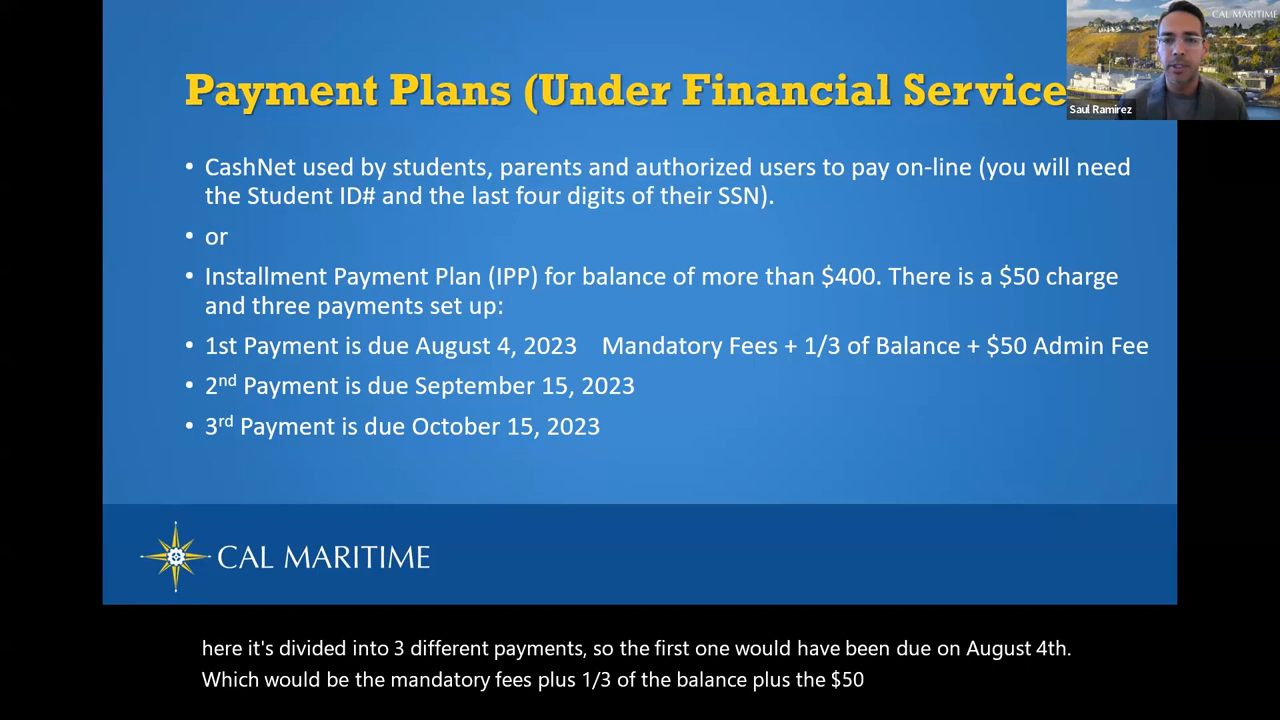 CAL MARITIME
Payment Plans (Under Financial Service
Saul Ramirez
• CashNet used by students, parents and authorized users to pay on-line (you will need
the Student ID# and the last four digits of their SSN).
• or
• Installment Payment Plan (IPP) for balance of more than $400. There is a $50 charge
and three payments set up:
• 1st Payment is due August 4, 2023 Mandatory Fees + 1/3 of Balance + $50 Admin Fee
• 2nd Payment is due September 15, 2023
• 3rd Payment is due October 15, 2023
CAL MARITIME
here it's divided into 3 different payments, so the first one would have been due on August 4th.
Which would be the mandatory fees plus 1/3 of the balance plus the $50